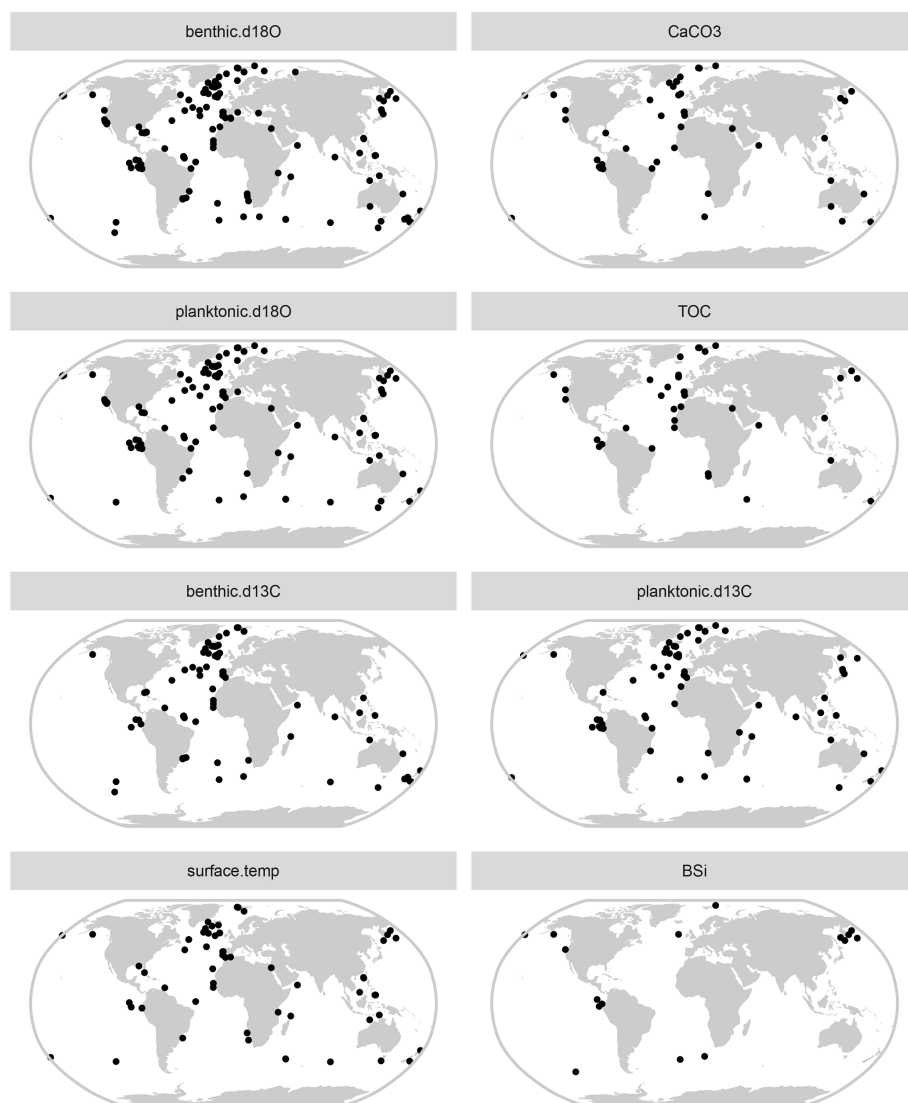 benthic.d18O
CaCO3
planktonic.d18O
TOC
benthic.d13C
planktonic.d13C
surface.temp
BSi